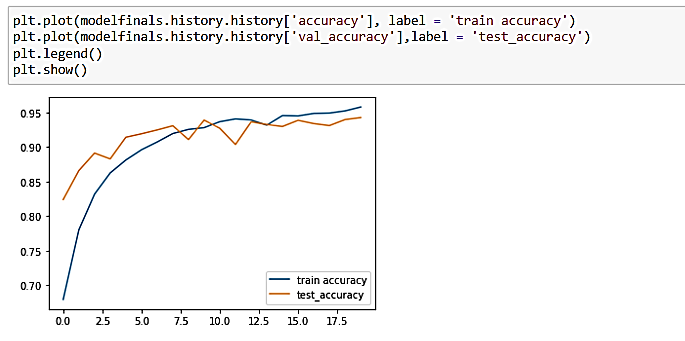 plt.plot(modelfinals.history.history['accuracy'], label = 'train accuracy')
plt.plot(modelfinals.history.history['val_accuracy'],label = 'test_accuracy')
plt.legend()
plt.show()
0.95
0.90
0.85
0.80
0.75
0.70
train accuracy
test_accuracy
0.0 2.5 5.0 7.5 10.0 12.5 15.0 17.5